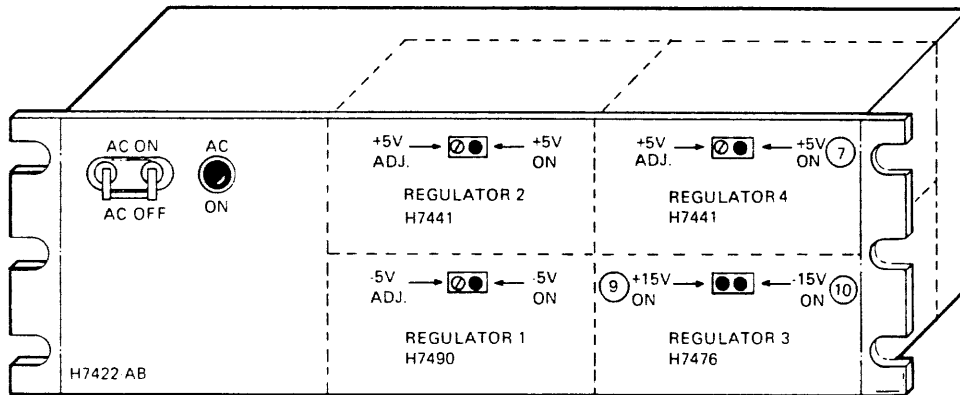 AC ON
AC
AC OFF
ON
+5V
ADJ.
+5V
ON
REGULATOR 2
H7441
+5V
ADJ.
+5V
ON
7
REGULATOR 4
H7441
-5V
ADJ.
-5V
ON
REGULATOR 1
H7490
9
+15V
ON
-15V
ON
10
REGULATOR 3
H7476
H7422-AB